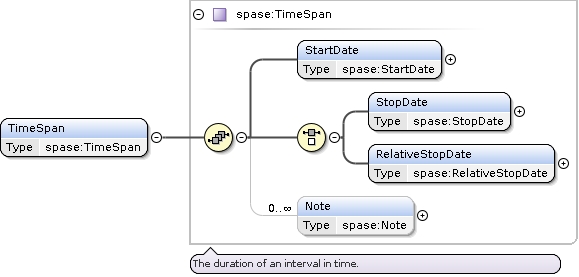 spase:TimeSpan
StartDate
Type spase:StartDate
StopDate
Type spase:StopDate
TimeSpan
Type spase:TimeSpan
RelativeStopDate
Type spase:RelativeStopDate
0..∞
Note
Type spase:Note
The duration of an interval in time.